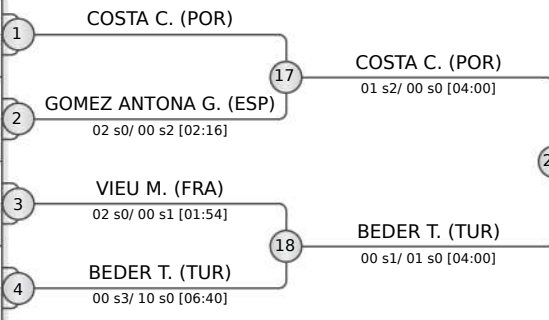 COSTA C. (POR)
1
17
COSTA C. (POR)
01 s2/ 00 s0 [04:00]
GOMEZ ANTONA G. (ESP)
2
02 s0/ 00 s2 [02:16]
VIEU M. (FRA)
3
02 s0/ 00 s1 [01:54]
18
BEDER T. (TUR)
00 s1/ 01 s0 [04:00]
BEDER T. (TUR)
4
00 s3/ 10 s0 [06:40]